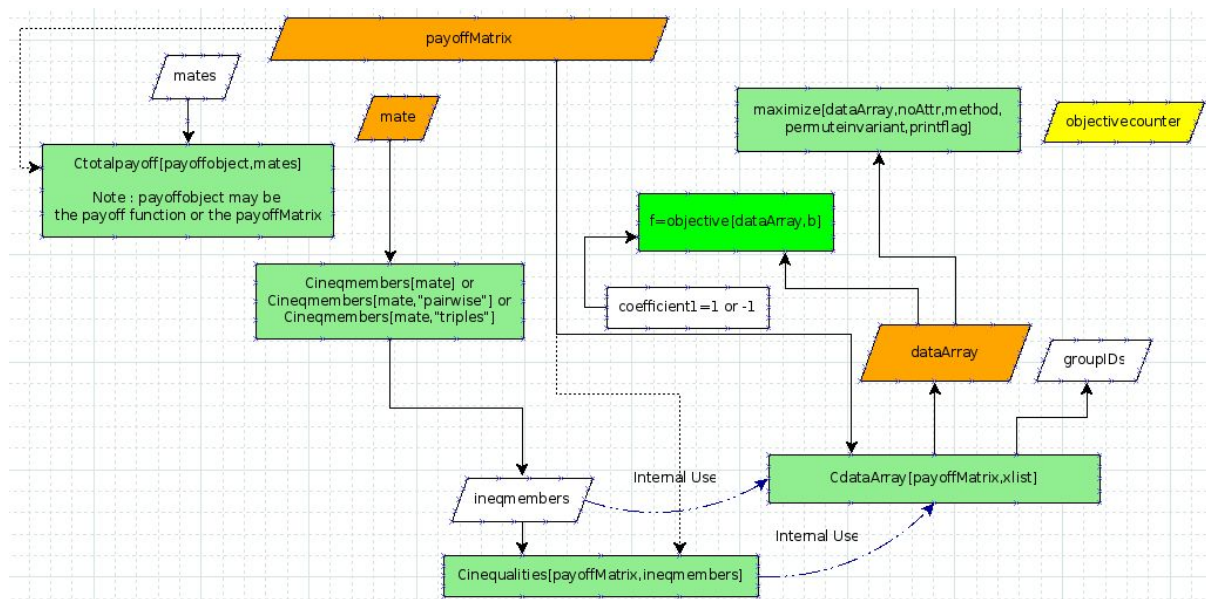 payoffMatrix
mates
mate
maximize[dataArray,noAttr,method,
permuteinvariant,printflag]
objectivecounter
Ctotalpayoff[payoffobject,mates]
Note : payoffobject may be
the payoff function or the payoffMatrix
f=objective[dataArray,b]
Cineqmembers[mate] or
Cineqmembers[mate,"pairwise"] or
Cineqmembers[mate,"triples"]
coefficient1=1 or -1
dataArray
groupIDs
Internal Use
CdataArray[payoffMatrix,xlist]
ineqmembers
Internal Use
Cinequalities[payoffMatrix,ineqmembers]